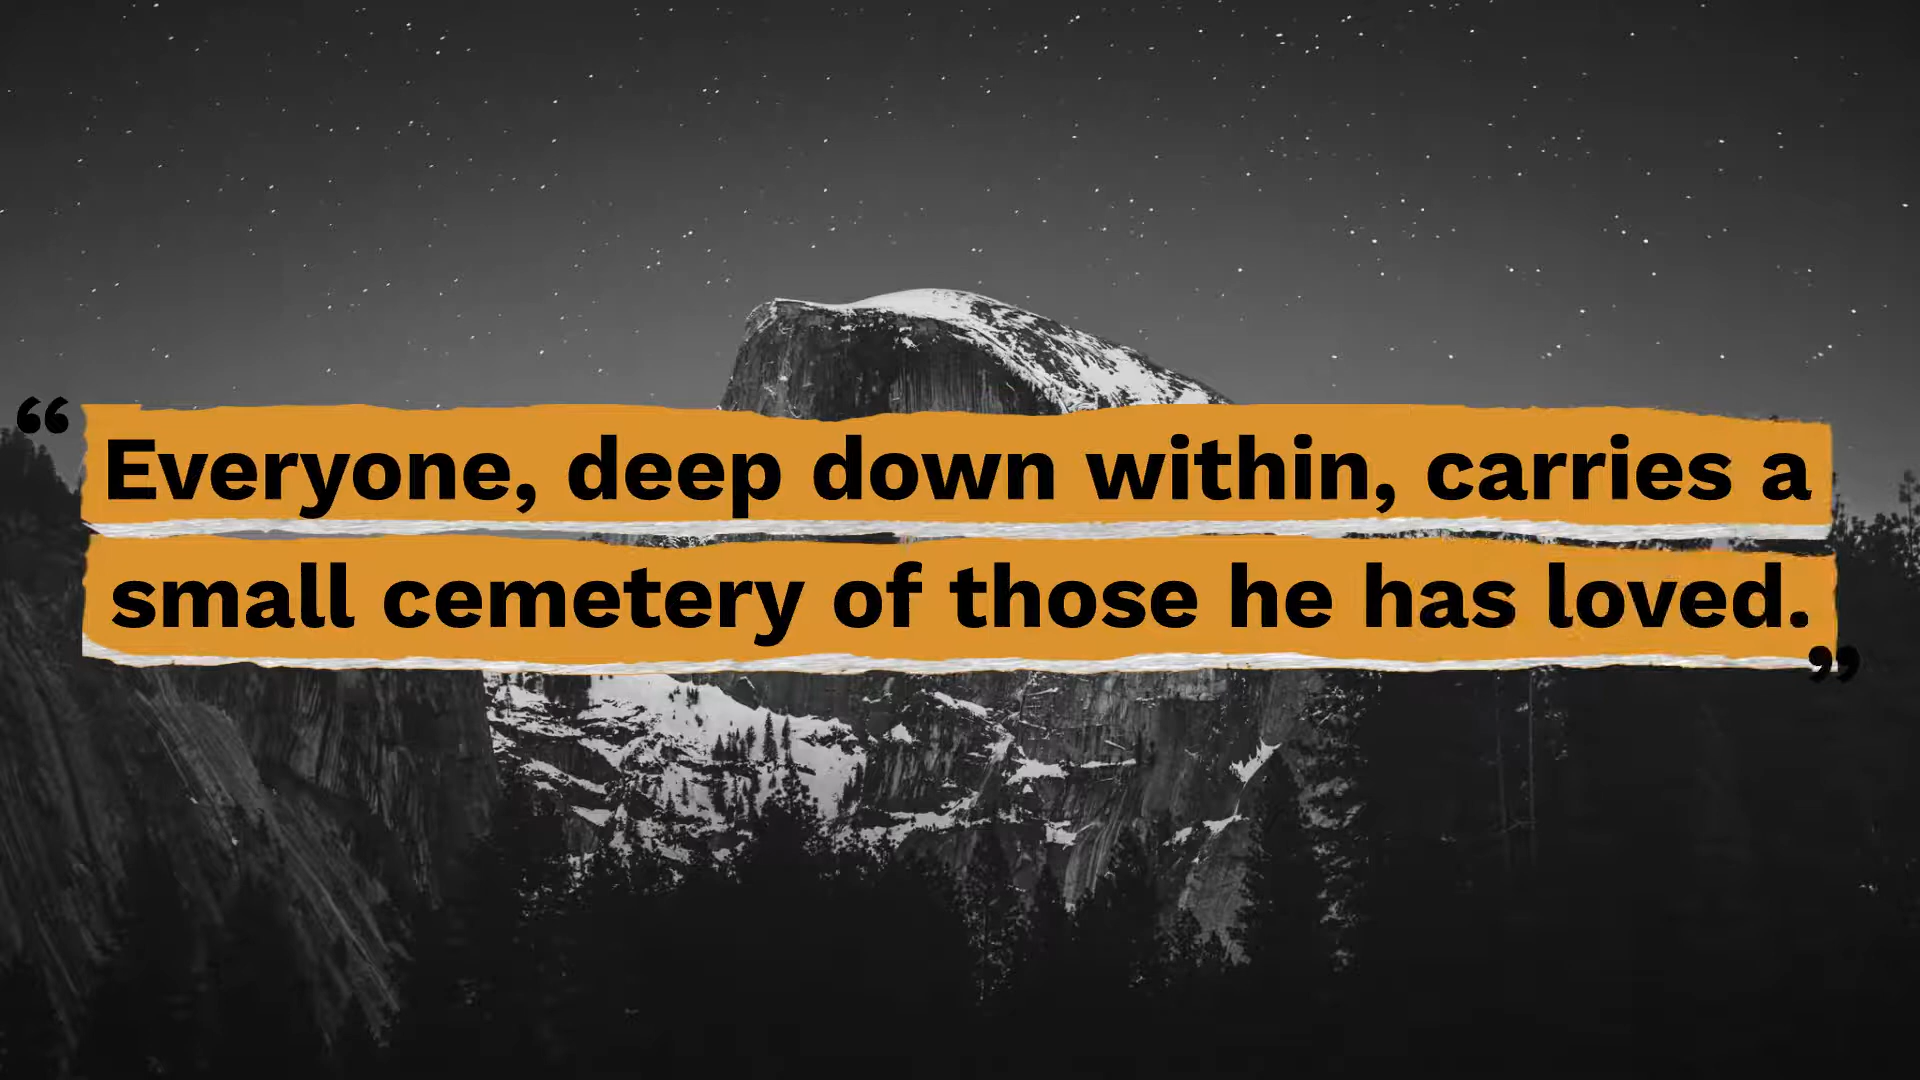 “Everyone, deep down within, carries a
small cemetery of those he has loved.”